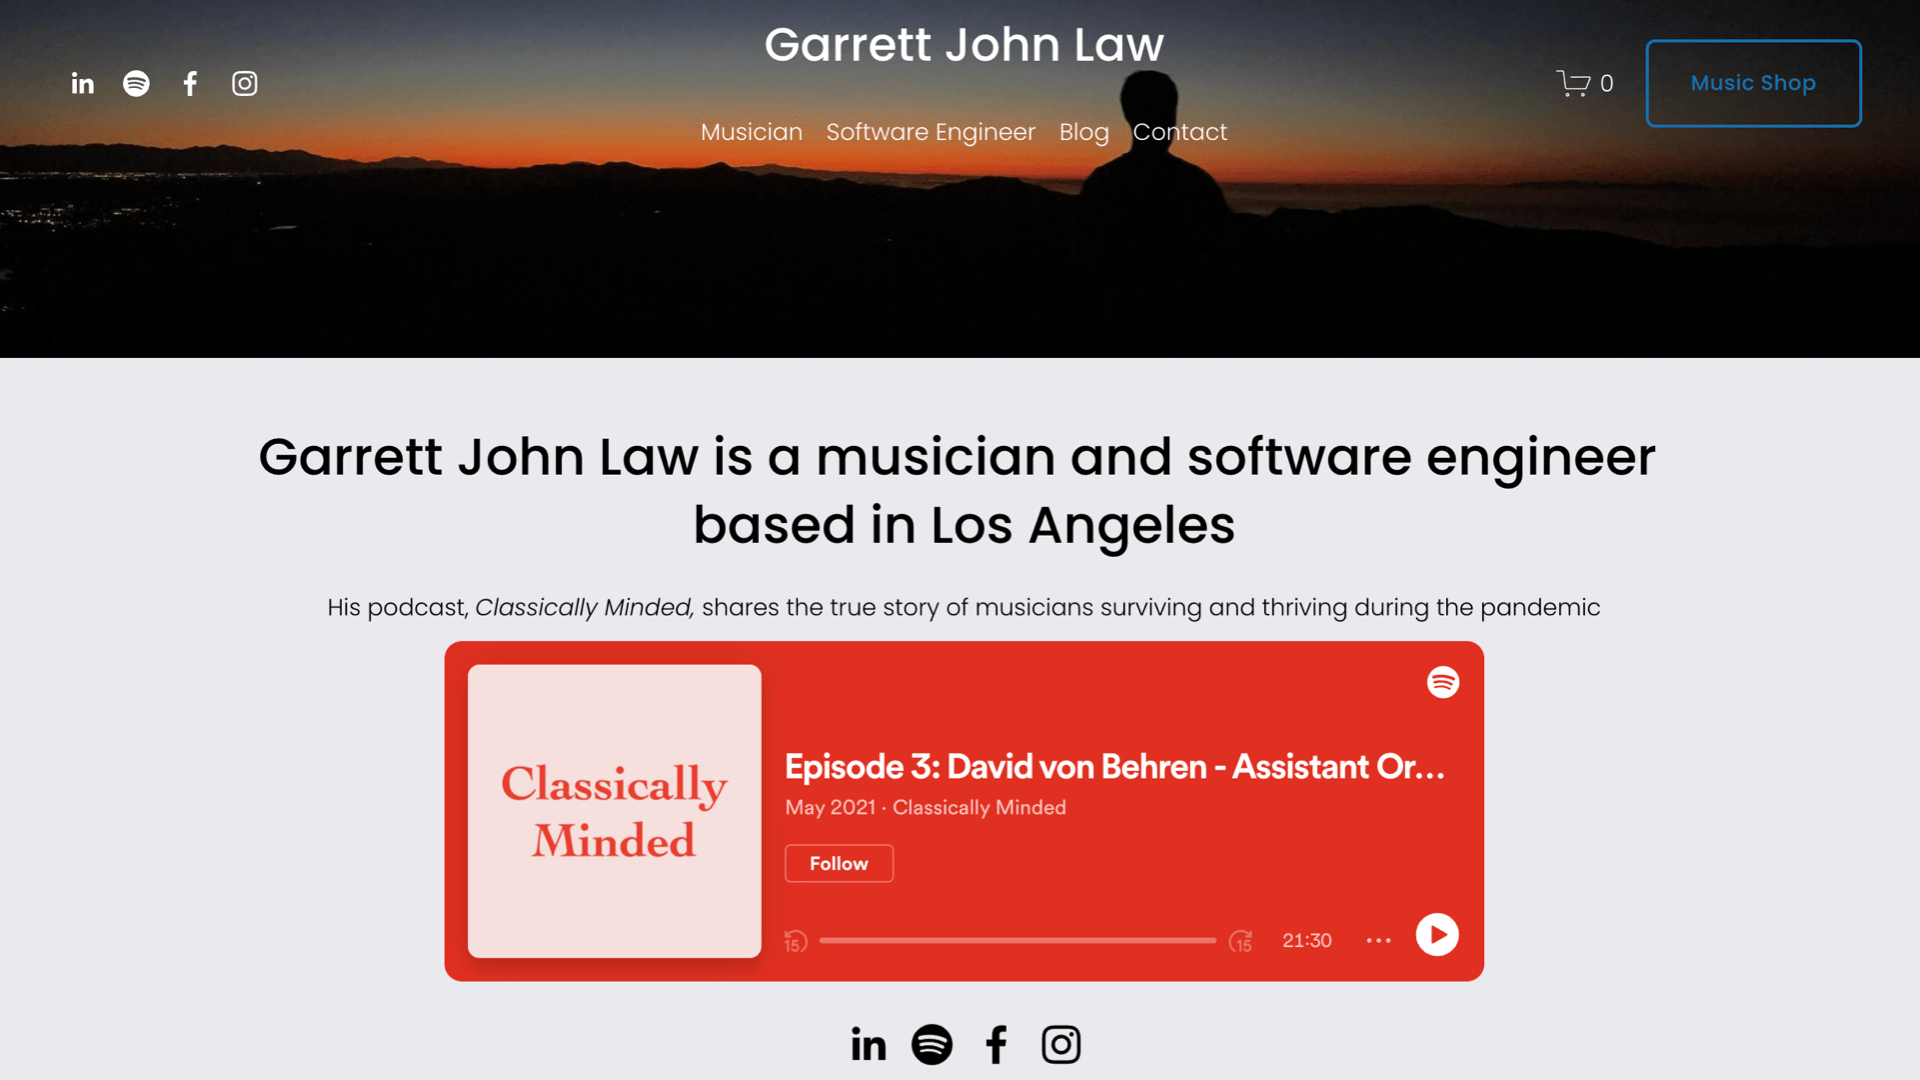 Garrett John Law
in
0
Music Shop
Musician Software Engineer Blog Contact
Garrett John Law is a musician and software engineer
based in Los Angeles
His podcast, Classically Minded, shares the true story of musicians surviving and thriving during the pandemic
Classically
Minded
Episode 3: David von Behren - Assistant Or...
May 2021 · Classically Minded
Follow
15
15
21:30
in